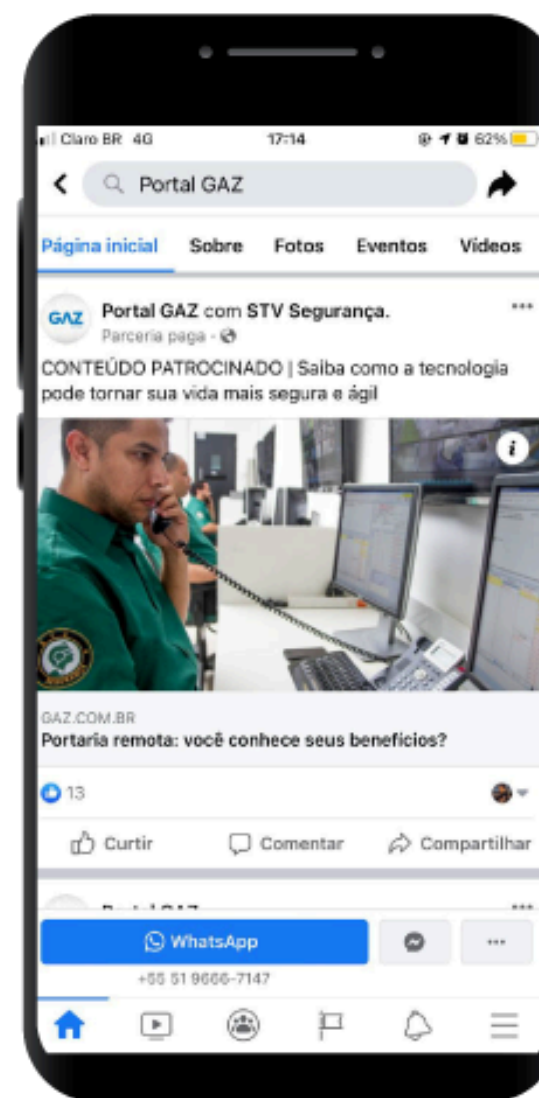 Claro BR 4G 17:14 62%
Portal GAZ
Página inicial Sobre Fotos Eventos Vídeos
GAZ Portal GAZ com STV Segurança.
Parceria paga
CONTEÚDO PATROCINADO | Saiba como a tecnologia
pode tornar sua vida mais segura e ágil
GAZ.COM.BR
Portaria remota: você conhece seus benefícios?
13
Curtir Comentar Compartilhar
WhatsApp
+55 51 9666-7147